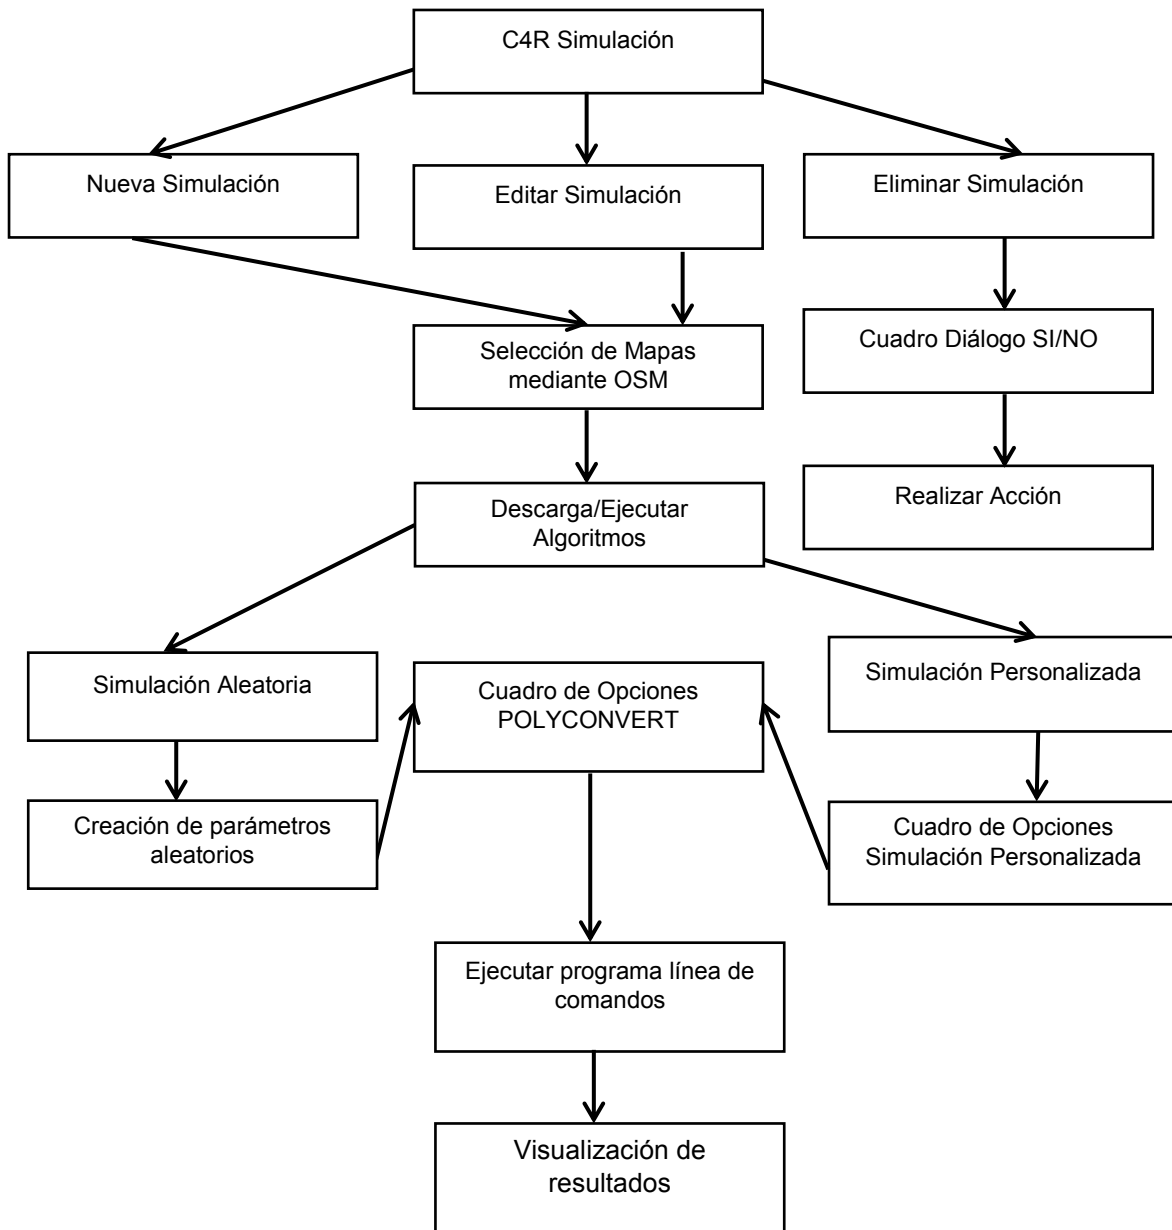 C4R Simulación
Nueva Simulación
Editar Simulación
Eliminar Simulación
Selección de Mapas
mediante OSM
Cuadro Diálogo SI/NO
Descarga/Ejecutar
Algoritmos
Realizar Acción
Simulación Aleatoria
Cuadro de Opciones
POLYCONVERT
Simulación Personalizada
Creación de parámetros
aleatorios
Cuadro de Opciones
Simulación Personalizada
Ejecutar programa línea de
comandos
Visualización de
resultados